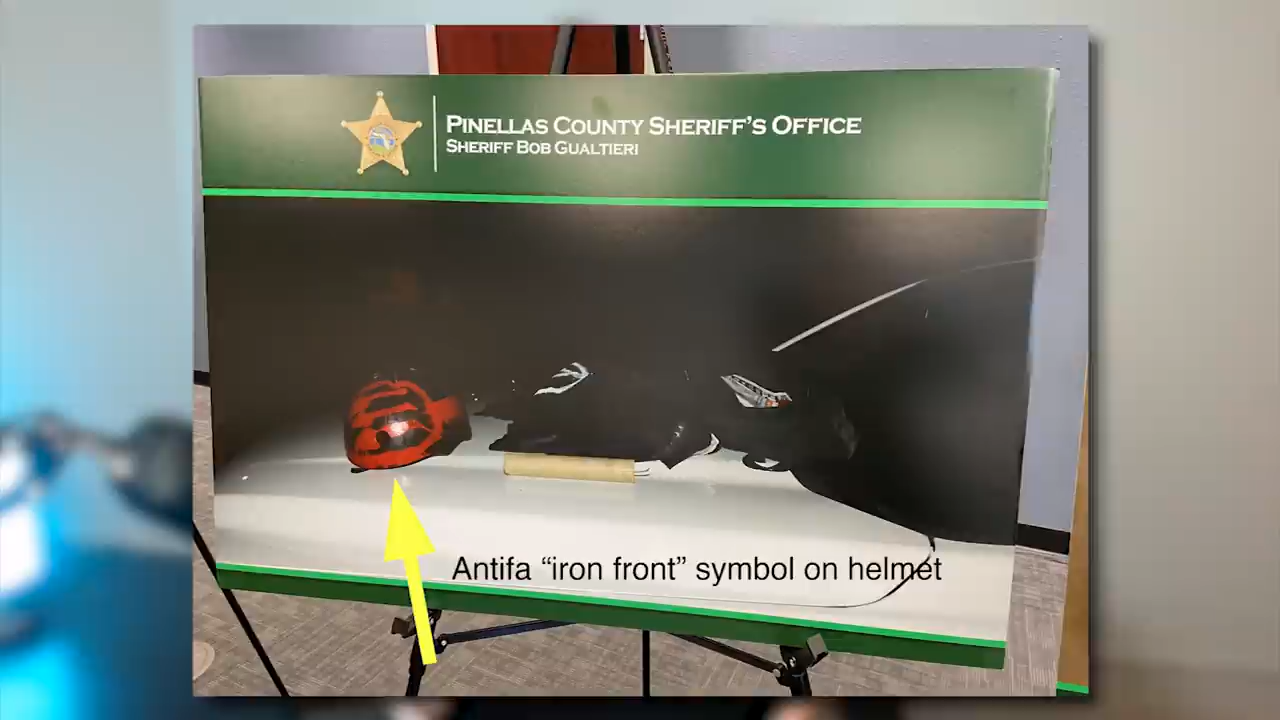 PINELLAS COUNTY SHERIFF'S OFFICE
SHERIFF BOB GUALTIERI
Antifa “iron front” symbol on helmet